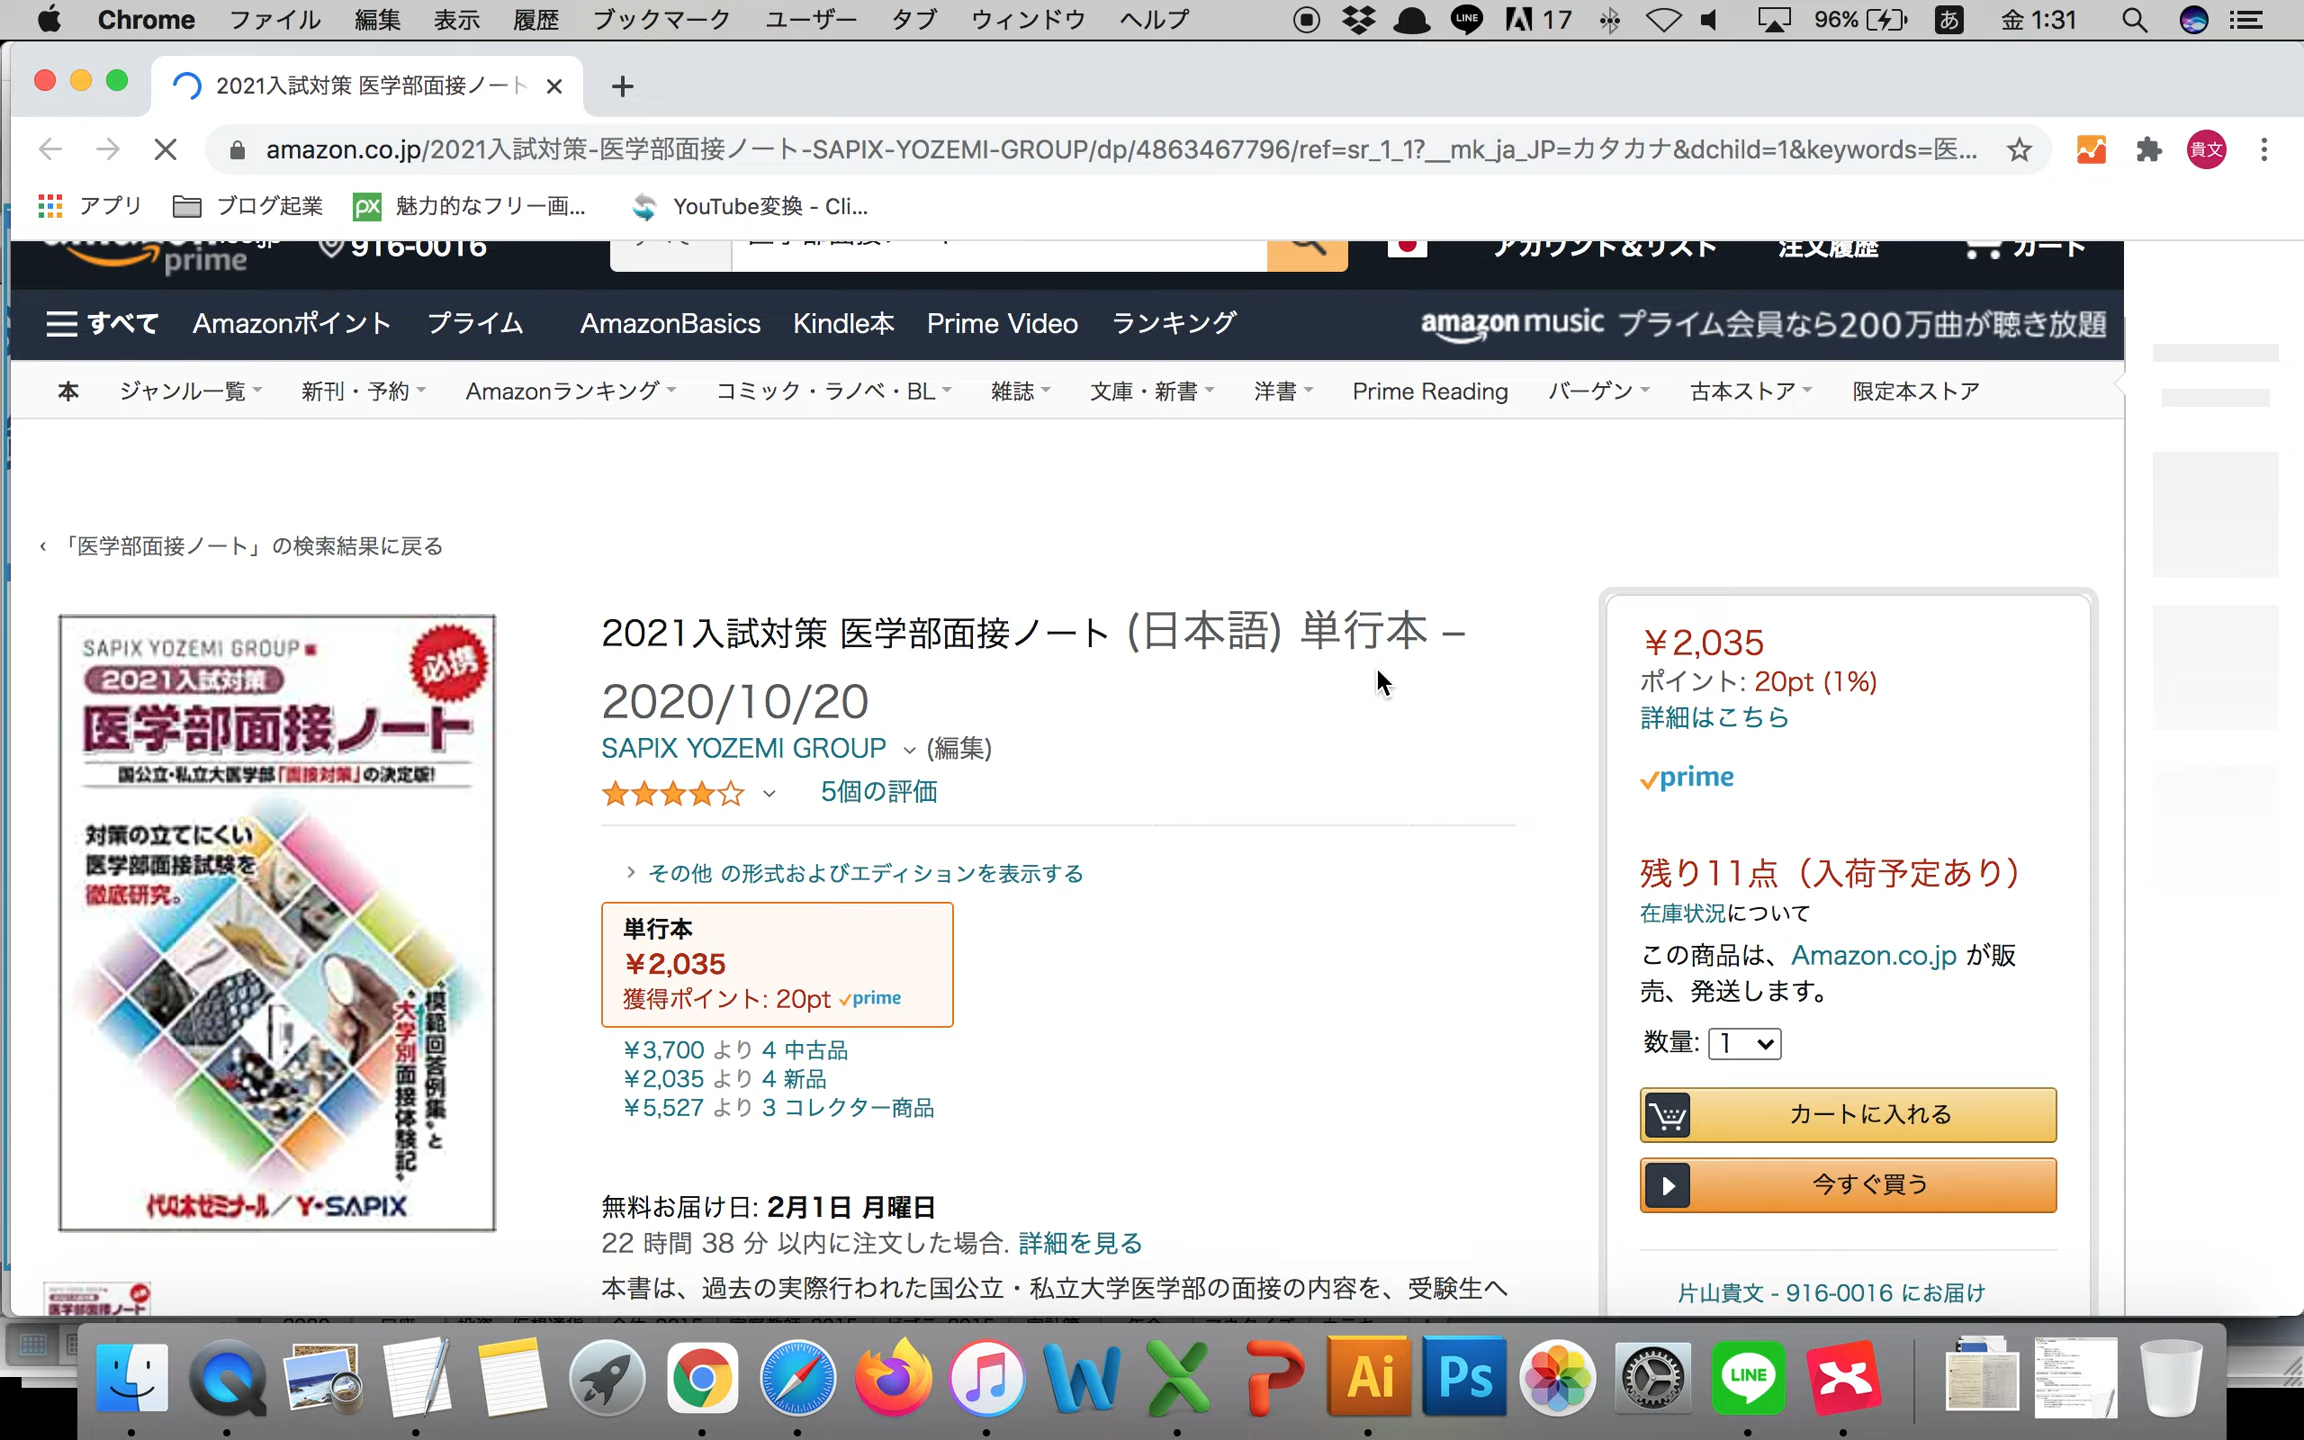 Chrome ファイル 編集 表示 履歴 ブックマーク ユーザー タブ ウィンドウ ヘルプ LINE 17 96% あ 金 1:31
2021入試対策 医学部面接ノート
amazon.co.jp/2021入試対策-医学部面接ノート-SAPIX-YOZEMI-GROUP/dp/4863467796/ref=sr_1_1?__mk_ja_JP=カタカナ&dchild=1&keywords=医... 貴文
アプリ ブログ起業 px 魅力的なフリー画... YouTube変換 - Cli...
prime 916-0016 アカウント&リスト 注文履歴 カート
すべて Amazonポイント プライム AmazonBasics Kindle本 Prime Video ランキング amazon music プライム会員なら200万曲が聴き放題
本 ジャンル一覧 新刊・予約 Amazonランキング コミック・ラノベ・BL 雑誌 文庫・新書 洋書 Prime Reading バーゲン 古本ストア 限定本ストア
‹ 「医学部面接ノート」の検索結果に戻る
SAPIX YOZEMI GROUP
必携
2021入試対策
医学部面接ノート
国公立・私立大医学部「面接対策」の決定版!
対策の立てにくい
医学部面接試験を
徹底研究。
"模範回答例集"と
"大学別面接体験記"
代々木ゼミナール/Y-SAPIX
医学部面接ノート
2021入試対策 医学部面接ノート (日本語) 単行本 –
2020/10/20
SAPIX YOZEMI GROUP (編集)
5個の評価
› その他 の形式およびエディションを表示する
単行本
¥2,035
獲得ポイント: 20pt prime
¥3,700 より 4 中古品
¥2,035 より 4 新品
¥5,527 より 3 コレクター商品
無料お届け日: 2月1日 月曜日
22 時間 38 分 以内に注文した場合. 詳細を見る
本書は、過去の実際行われた国公立・私立大学医学部の面接の内容を、受験生へ
¥2,035
ポイント: 20pt (1%)
詳細はこちら
prime
残り11点（入荷予定あり）
在庫状況について
この商品は、Amazon.co.jp が販
売、発送します。
数量: 1
カートに入れる
今すぐ買う
片山貴文 - 916-0016 にお届け
Ai Ps LINE